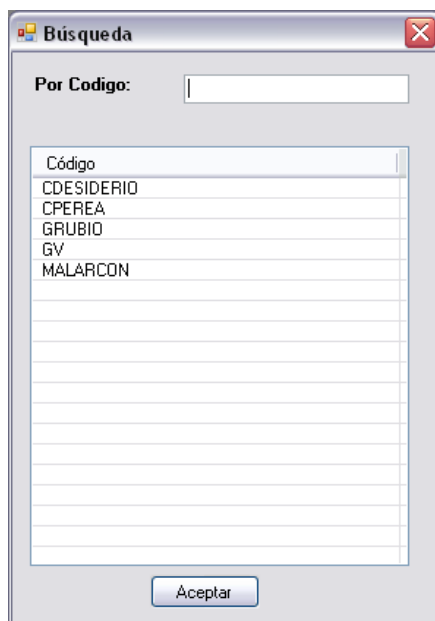 Búsqueda
Por Codigo:
Código
CDESIDERIO
CPEREA
GRUBIO
GV
MALARCON
Aceptar